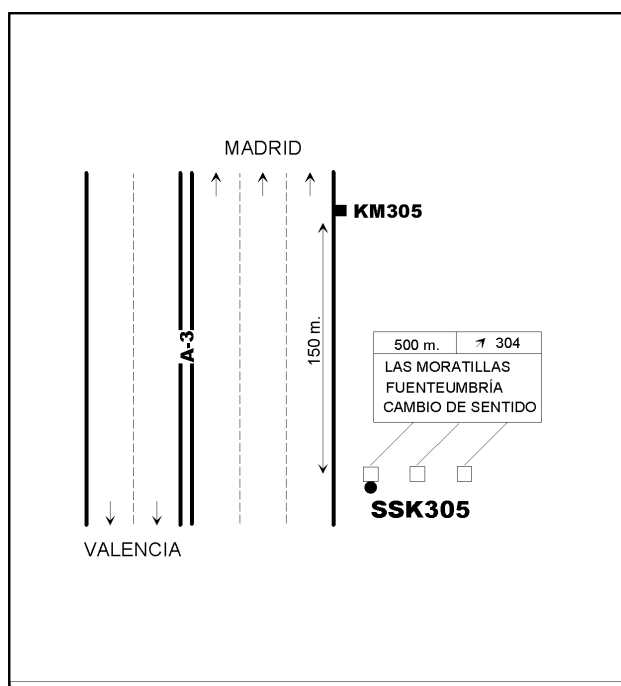 MADRID
KM305
A-3
150 m.
500 m. 304
LAS MORATILLAS
FUENTEUMBRÍA
CAMBIO DE SENTIDO
SSK305
VALENCIA